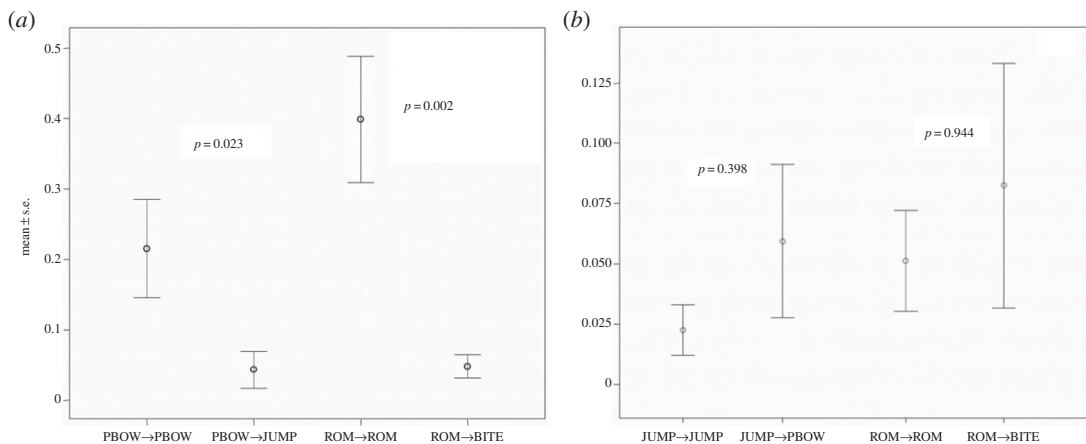 (a)
0.5
0.4
0.3
0.2
0.1
0
mean ± s.e.
p = 0.023
p = 0.002
PBOW→PBOW PBOW→JUMP ROM→ROM ROM→BITE
(b)
0.125
0.100
0.075
0.050
0.025
0
p = 0.398
p = 0.944
JUMP→JUMP JUMP→PBOW ROM→ROM ROM→BITE